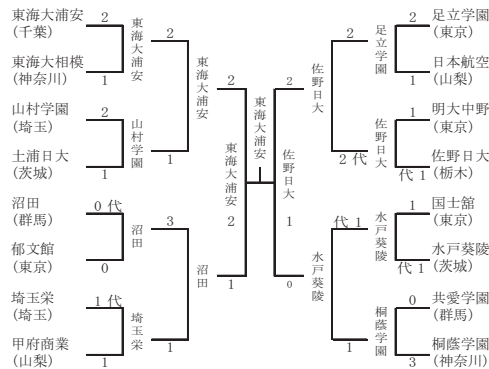 東海大浦安
(千葉)
2
東海大相模
(神奈川)
1
東海大浦安
2
山村学園
(埼玉)
2
土浦日大
(茨城)
1
山村学園
1
東海大浦安
2
沼田
(群馬)
0 代
郁文館
(東京)
0
沼田
3
埼玉栄
(埼玉)
1 代
甲府商業
(山梨)
1
埼玉栄
1
沼田
1
東海大浦安
2
東海大浦安
佐野日大
1
佐野日大
2
水戸葵陵
0
足立学園
2
足立学園
(東京)
2
日本航空
(山梨)
1
佐野日大
2 代
明大中野
(東京)
1
佐野日大
(栃木)
代 1
水戸葵陵
代 1
国士舘
(東京)
1
水戸葵陵
(茨城)
代 1
桐蔭学園
1
共愛学園
(群馬)
0
桐蔭学園
(神奈川)
3